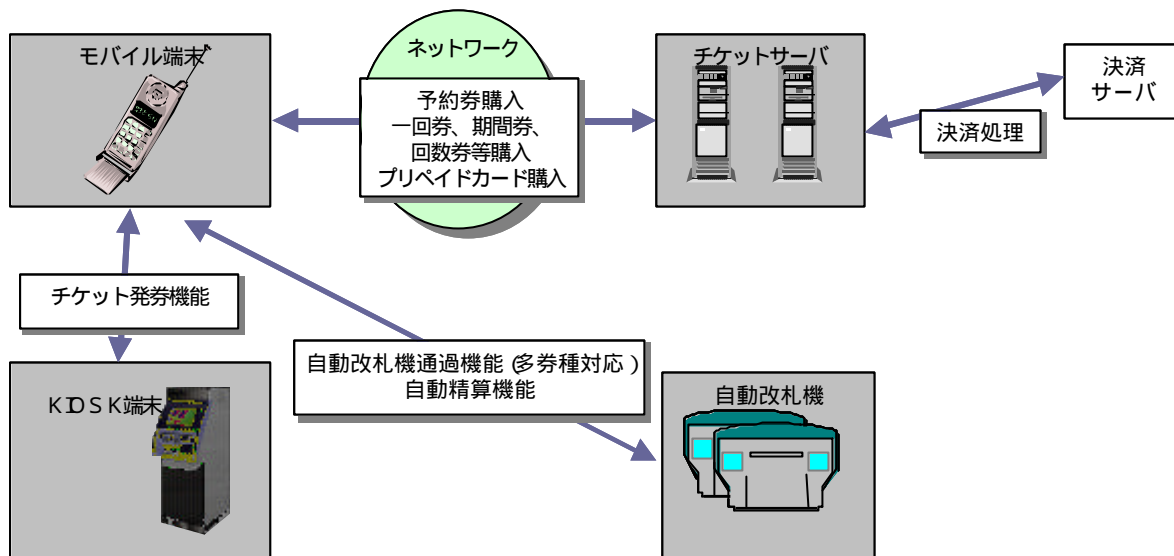 モバイル端末
ネットワーク
予約券購入
一回券、期間券、
回数券等購入
プリペイドカード購入
チケットサーバ
決済
サーバ
決済処理
チケット発券機能
自動改札機通過機能(多券種対応)
自動精算機能
KIOSK端末
自動改札機